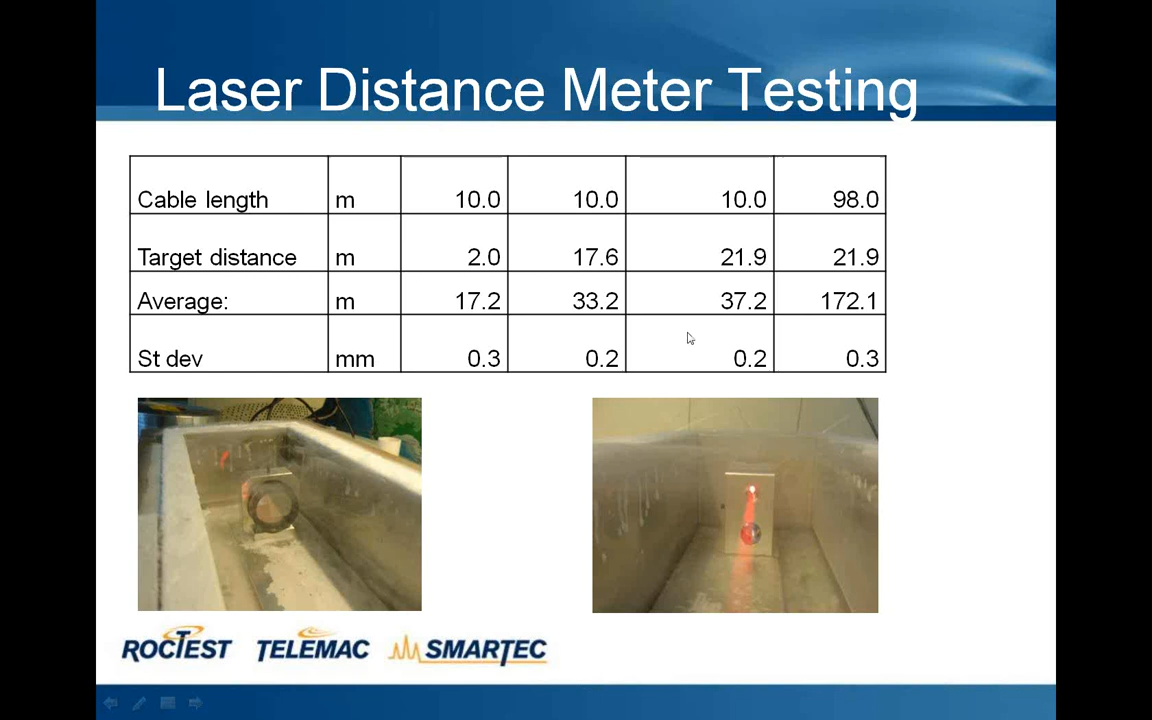 Laser Distance Meter Testing
Cable length m 10.0 10.0 10.0 98.0
Target distance m 2.0 17.6 21.9 21.9
Average: m 17.2 33.2 37.2 172.1
St dev mm 0.3 0.2 0.2 0.3
ROCTEST TELEMAC SMARTEC